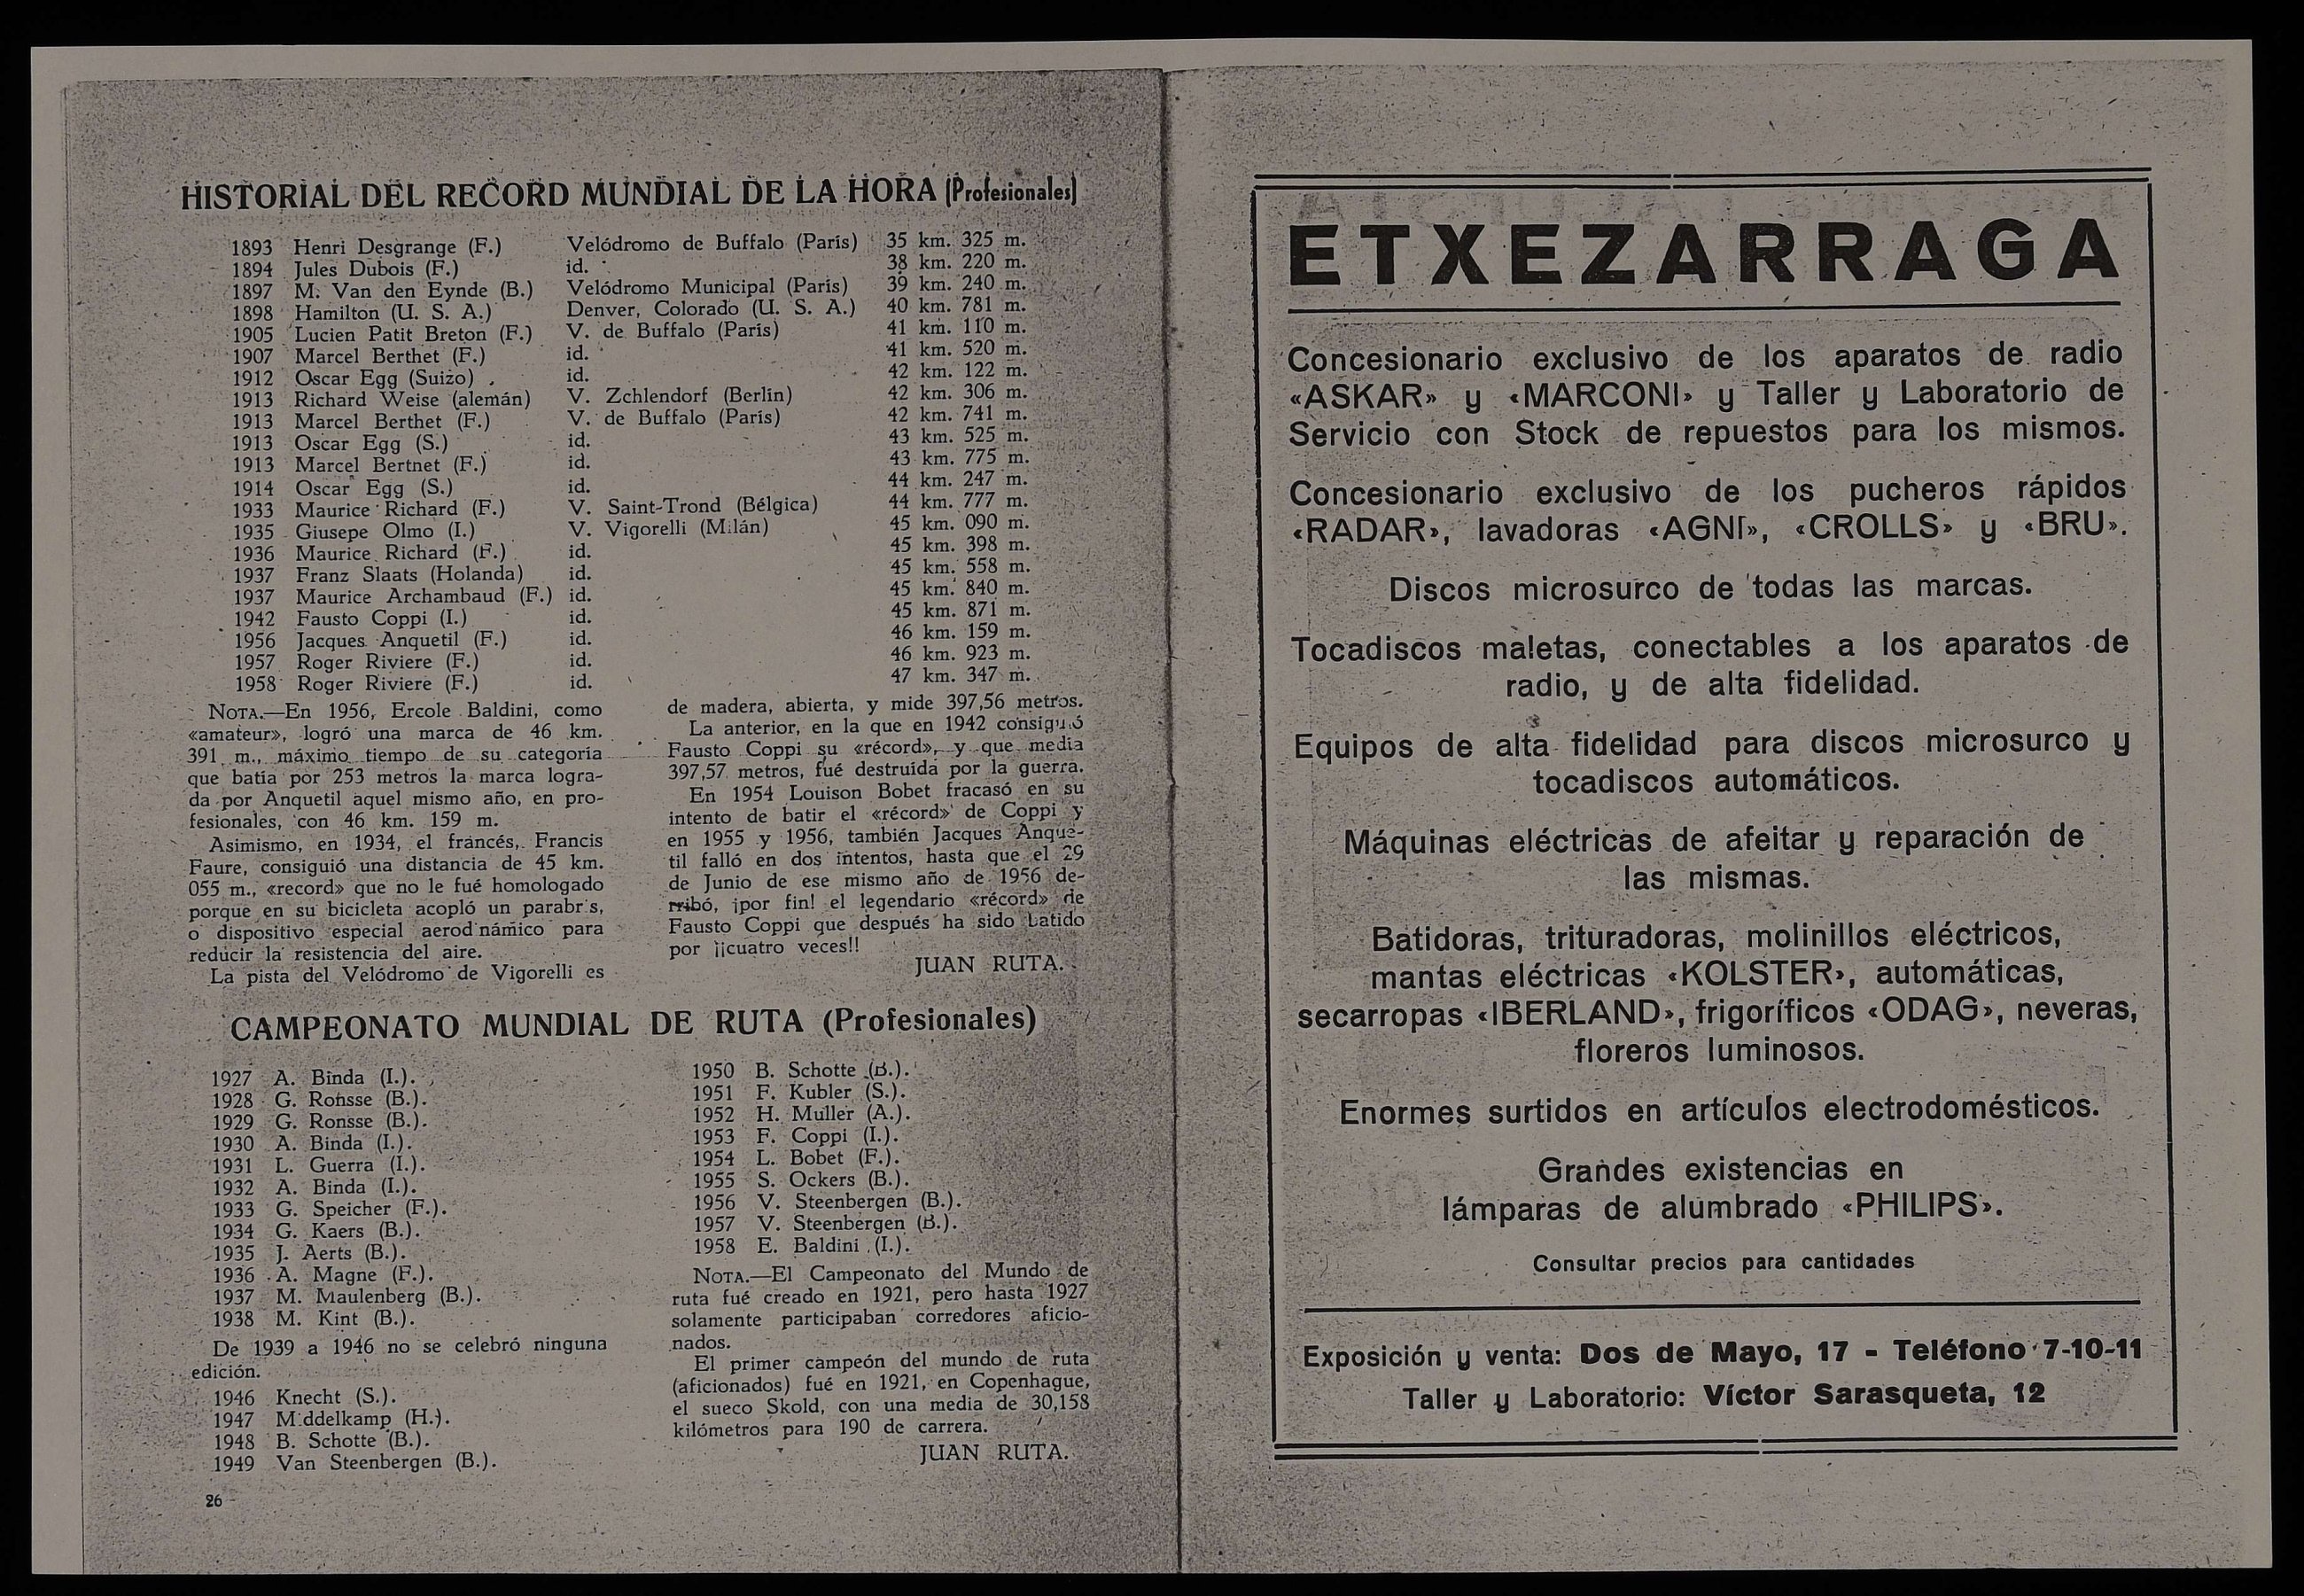 HISTORIAL DEL RECORD MUNDIAL DE LA HORA (Profesionales)
1893 Henri Desgrange (F.) Velódromo de Buffalo (París) 35 km. 325 m.
1894 Jules Dubois (F.) id. 38 km. 220 m.
1897 M. Van den Eynde (B.) Velódromo Municipal (París) 39 km. 240 m.
1898 Hamilton (U. S. A.) Denver, Colorado (U. S. A.) 40 km. 781 m.
1905 Lucien Patit Breton (F.) V. de Buffalo (París) 41 km. 110 m.
1907 Marcel Berthet (F.) id. 41 km. 520 m.
1912 Oscar Egg (Suizo) id. 42 km. 122 m.
1913 Richard Weise (alemán) V. Zchlendorf (Berlín) 42 km. 306 m.
1913 Marcel Berthet (F.) V. de Buffalo (París) 42 km. 741 m.
1913 Oscar Egg (S.) id. 43 km. 525 m.
1913 Marcel Bertnet (F.) id. 43 km. 775 m.
1914 Oscar Egg (S.) id. 44 km. 247 m.
1933 Maurice Richard (F.) V. Saint-Trond (Bélgica) 44 km. 777 m.
1935 Giusepe Olmo (I.) V. Vigorelli (Milán) 45 km. 090 m.
1936 Maurice Richard (F.) id. 45 km. 398 m.
1937 Franz Slaats (Holanda) id. 45 km. 558 m.
1937 Maurice Archambaud (F.) id. 45 km. 840 m.
1942 Fausto Coppi (I.) id. 45 km. 871 m.
1956 Jacques Anquetil (F.) id. 46 km. 159 m.
1957 Roger Riviere (F.) id. 46 km. 923 m.
1958 Roger Riviere (F.) id. 47 km. 347 m.
NOTA.—En 1956, Ercole Baldini, como
«amateur», logró una marca de 46 km.
391 m., máximo tiempo de su categoría
que batía por 253 metros la marca logra-
da por Anquetil aquel mismo año, en pro-
fesionales, con 46 km. 159 m.
Asimismo, en 1934, el francés, Francis
Faure, consiguió una distancia de 45 km.
055 m., «record» que no le fué homologado
porque en su bicicleta acopló un parabr's,
o dispositivo especial aerod námico para
reducir la resistencia del aire.
La pista del Velódromo de Vigorelli es
de madera, abierta, y mide 397,56 metros.
La anterior, en la que en 1942 consiguió
Fausto Coppi su «récord», y que media
397,57 metros, fué destruída por la guerra.
En 1954 Louison Bobet fracasó en su
intento de batir el «récord» de Coppi y
en 1955 y 1956, también Jacques Anque-
til falló en dos intentos, hasta que el 29
de Junio de ese mismo año de 1956 de-
rribó, ¡por fin! el legendario «récord» de
Fausto Coppi que después ha sido batido
por ¡¡cuatro veces!!
JUAN RUTA.
CAMPEONATO MUNDIAL DE RUTA (Profesionales)
1927 A. Binda (I.).
1928 G. Ronsse (B.).
1929 G. Ronsse (B.).
1930 A. Binda (I.).
1931 L. Guerra (I.).
1932 A. Binda (I.).
1933 G. Speicher (F.).
1934 G. Kaers (B.).
1935 J. Aerts (B.).
1936 A. Magne (F.).
1937 M. Maulenberg (B.).
1938 M. Kint (B.).
De 1939 a 1946 no se celebró ninguna
edición.
1946 Knecht (S.).
1947 M:ddelkamp (H.).
1948 B. Schotte (B.).
1949 Van Steenbergen (B.).
1950 B. Schotte (B.).
1951 F. Kubler (S.).
1952 H. Muller (A.).
1953 F. Coppi (I.).
1954 L. Bobet (F.).
1955 S. Ockers (B.).
1956 V. Steenbergen (B.).
1957 V. Steenbergen (B.).
1958 E. Baldini (I.).
NOTA.—El Campeonato del Mundo de
ruta fué creado en 1921, pero hasta 1927
solamente participaban corredores aficio-
nados.
El primer campeón del mundo de ruta
(aficionados) fué en 1921, en Copenhague,
el sueco Skold, con una media de 30,158
kilómetros para 190 de carrera.
JUAN RUTA.
26
ETXEZARRAGA
Concesionario exclusivo de los aparatos de radio
«ASKAR» y «MARCONI» y Taller y Laboratorio de
Servicio con Stock de repuestos para los mismos.
Concesionario exclusivo de los pucheros rápidos
«RADAR», lavadoras «AGNI», «CROLLS» y «BRU».
Discos microsurco de todas las marcas.
Tocadiscos maletas, conectables a los aparatos de
radio, y de alta fidelidad.
Equipos de alta fidelidad para discos microsurco y
tocadiscos automáticos.
Máquinas eléctricas de afeitar y reparación de
las mismas.
Batidoras, trituradoras, molinillos eléctricos,
mantas eléctricas «KOLSTER», automáticas,
secarropas «IBERLAND», frigoríficos «ODAG», neveras,
floreros luminosos.
Enormes surtidos en artículos electrodomésticos.
Grandes existencias en
lámparas de alumbrado «PHILIPS».
Consultar precios para cantidades
Exposición y venta: Dos de Mayo, 17 - Teléfono 7-10-11
Taller y Laboratorio: Víctor Sarasqueta, 12